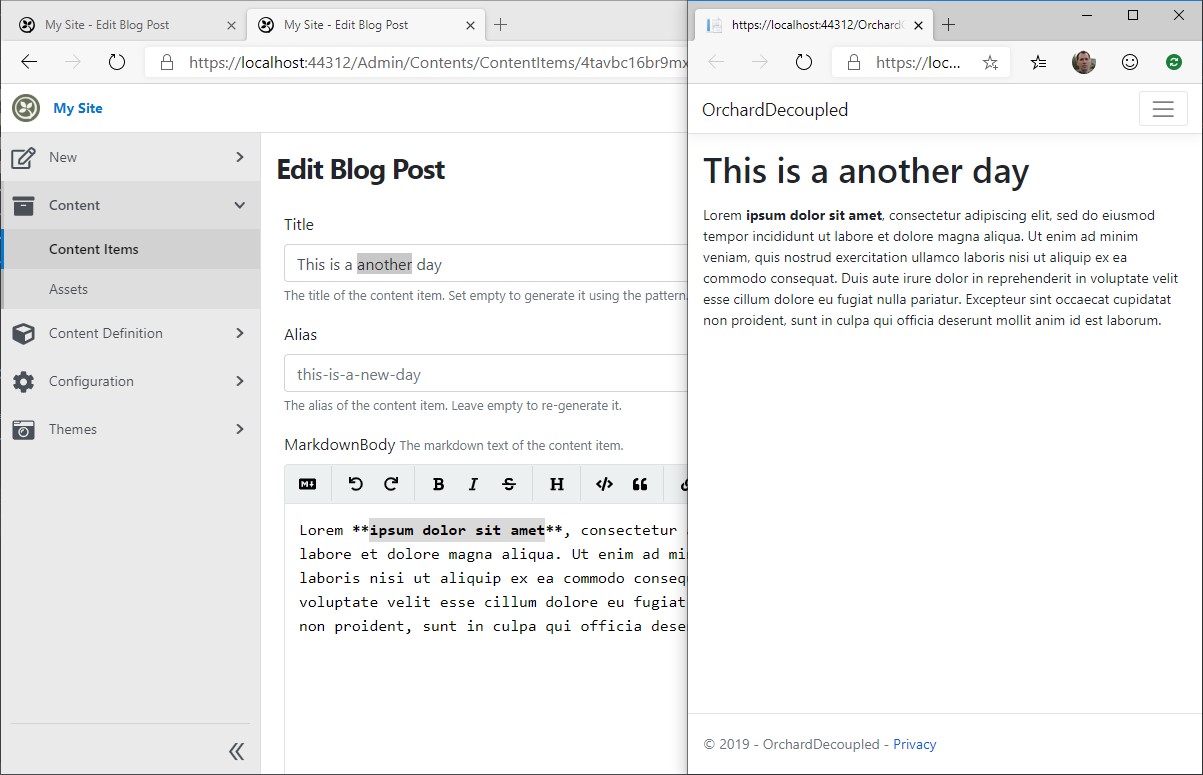 My Site - Edit Blog Post
My Site - Edit Blog Post
https://localhost:44312/Admin/Contents/ContentItems/4tavbc16br9mx
My Site
New
Content
Content Items
Assets
Content Definition
Configuration
Themes
Edit Blog Post
Title
This is a another day
The title of the content item. Set empty to generate it using the pattern.
Alias
this-is-a-new-day
The alias of the content item. Leave empty to re-generate it.
MarkdownBody The markdown text of the content item.
B I S H
Lorem **ipsum dolor sit amet**, consectetur
labore et dolore magna aliqua. Ut enim ad
laboris nisi ut aliquip ex ea commodo
voluptate velit esse cillum dolore eu fugiat
non proident, sunt in culpa qui officia
https://localhost:44312/Orchard
https://loc...
OrchardDecoupled
This is a another day
Lorem ipsum dolor sit amet, consectetur adipiscing elit, sed do eiusmod
tempor incididunt ut labore et dolore magna aliqua. Ut enim ad minim
veniam, quis nostrud exercitation ullamco laboris nisi ut aliquip ex ea
commodo consequat. Duis aute irure dolor in reprehenderit in voluptate velit
esse cillum dolore eu fugiat nulla pariatur. Excepteur sint occaecat cupidatat
non proident, sunt in culpa qui officia deserunt mollit anim id est laborum.
© 2019 - OrchardDecoupled - Privacy